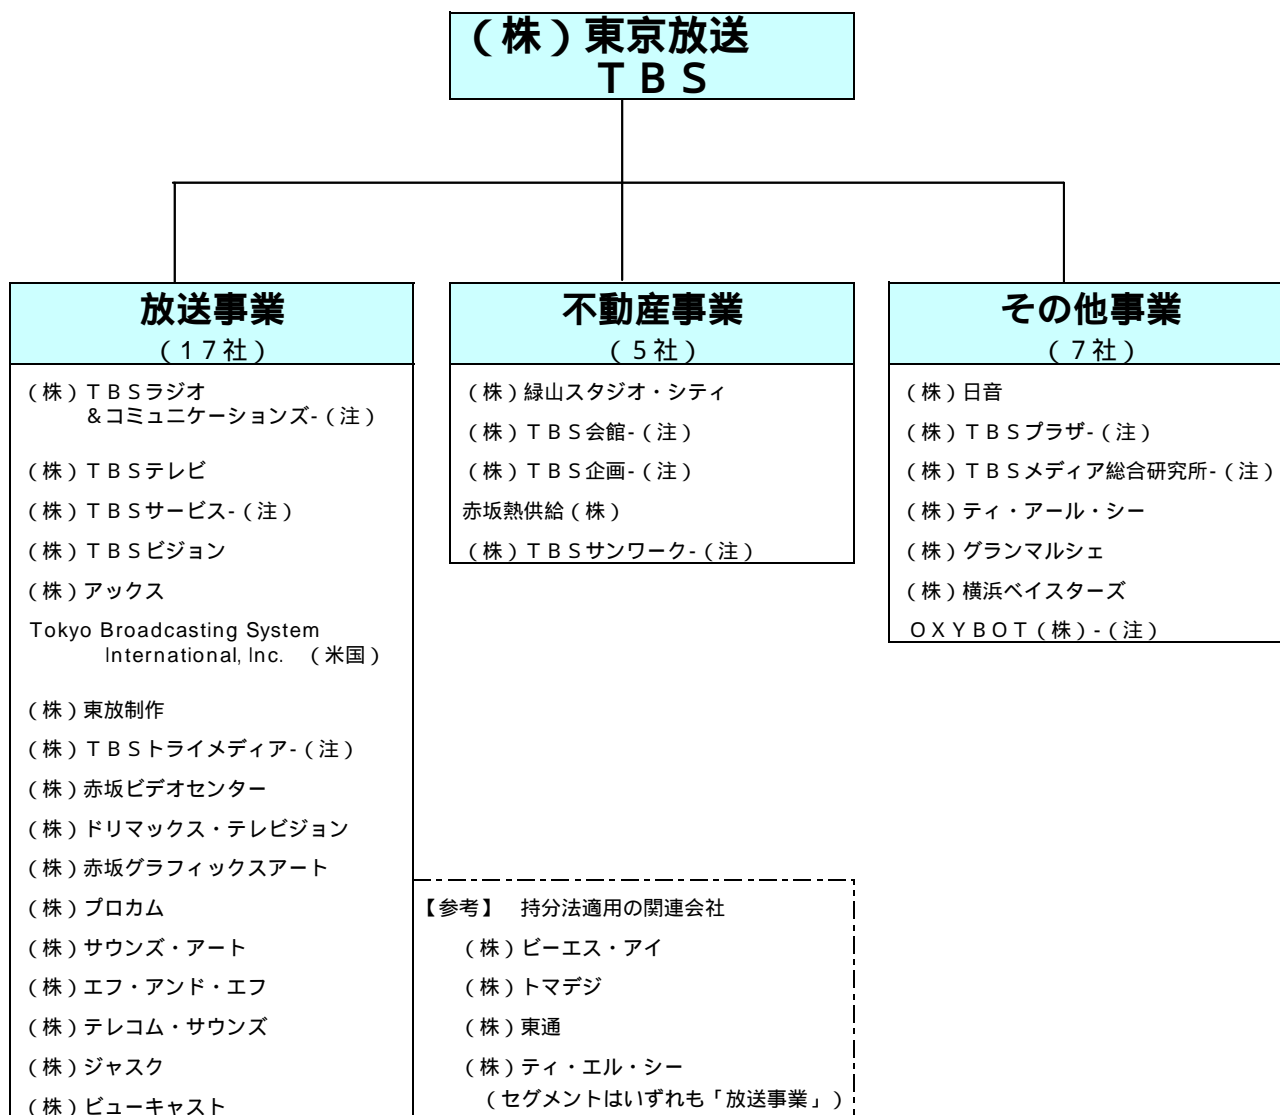 （株）東京放送
ＴＢＳ
放送事業
（１７社）
（株）ＴＢＳラジオ
＆コミュニケーションズ-（注）
（株）ＴＢＳテレビ
（株）ＴＢＳサービス-（注）
（株）ＴＢＳビジョン
（株）アックス
Tokyo Broadcasting System
International, Inc.　（米国）
（株）東放制作
（株）ＴＢＳトライメディア-（注）
（株）赤坂ビデオセンター
（株）ドリマックス・テレビジョン
（株）赤坂グラフィックスアート
（株）プロカム
（株）サウンズ・アート
（株）エフ・アンド・エフ
（株）テレコム・サウンズ
（株）ジャスク
（株）ビューキャスト
不動産事業
（５社）
（株）緑山スタジオ・シティ
（株）ＴＢＳ会館-（注）
（株）ＴＢＳ企画-（注）
赤坂熱供給（株）
（株）ＴＢＳサンワーク-（注）
その他事業
（７社）
（株）日音
（株）ＴＢＳプラザ-（注）
（株）ＴＢＳメディア総合研究所-（注）
（株）ティ・アール・シー
（株）グランマルシェ
（株）横浜ベイスターズ
ＯＸＹＢＯＴ（株）-（注）
【参考】　持分法適用の関連会社
（株）ビーエス・アイ
（株）トマデジ
（株）東通
（株）ティ・エル・シー
（セグメントはいずれも「放送事業」）